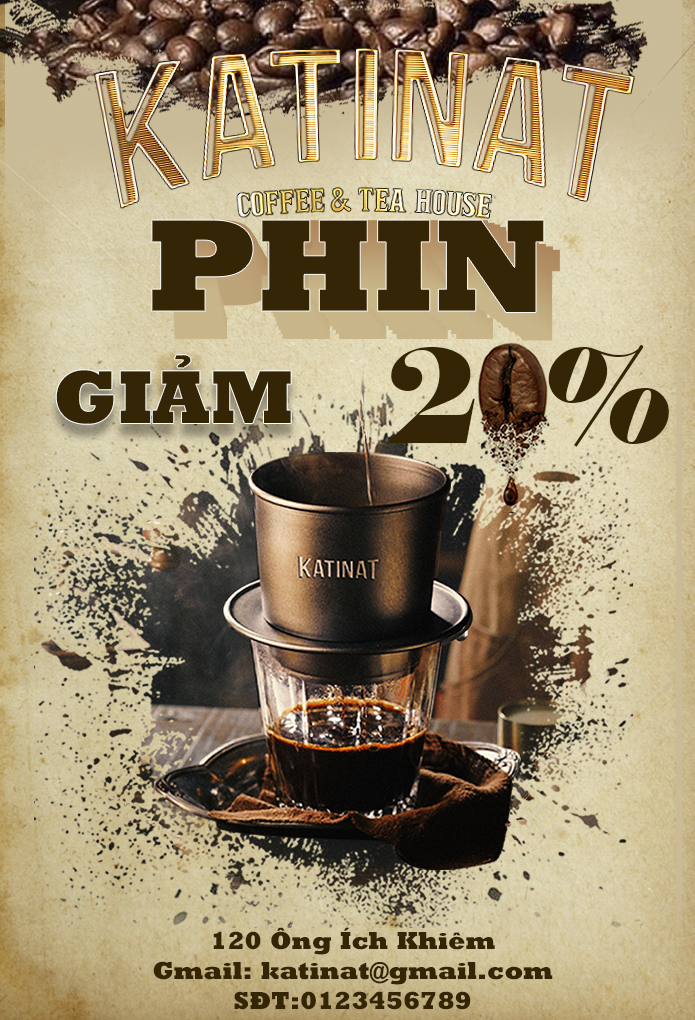 KATINAT
COFFEE & TEA HOUSE
PHIN
GIẢM 20%
KATINAT
120 Ông Ích Khiêm
Gmail: katinat@gmail.com
SĐT:0123456789